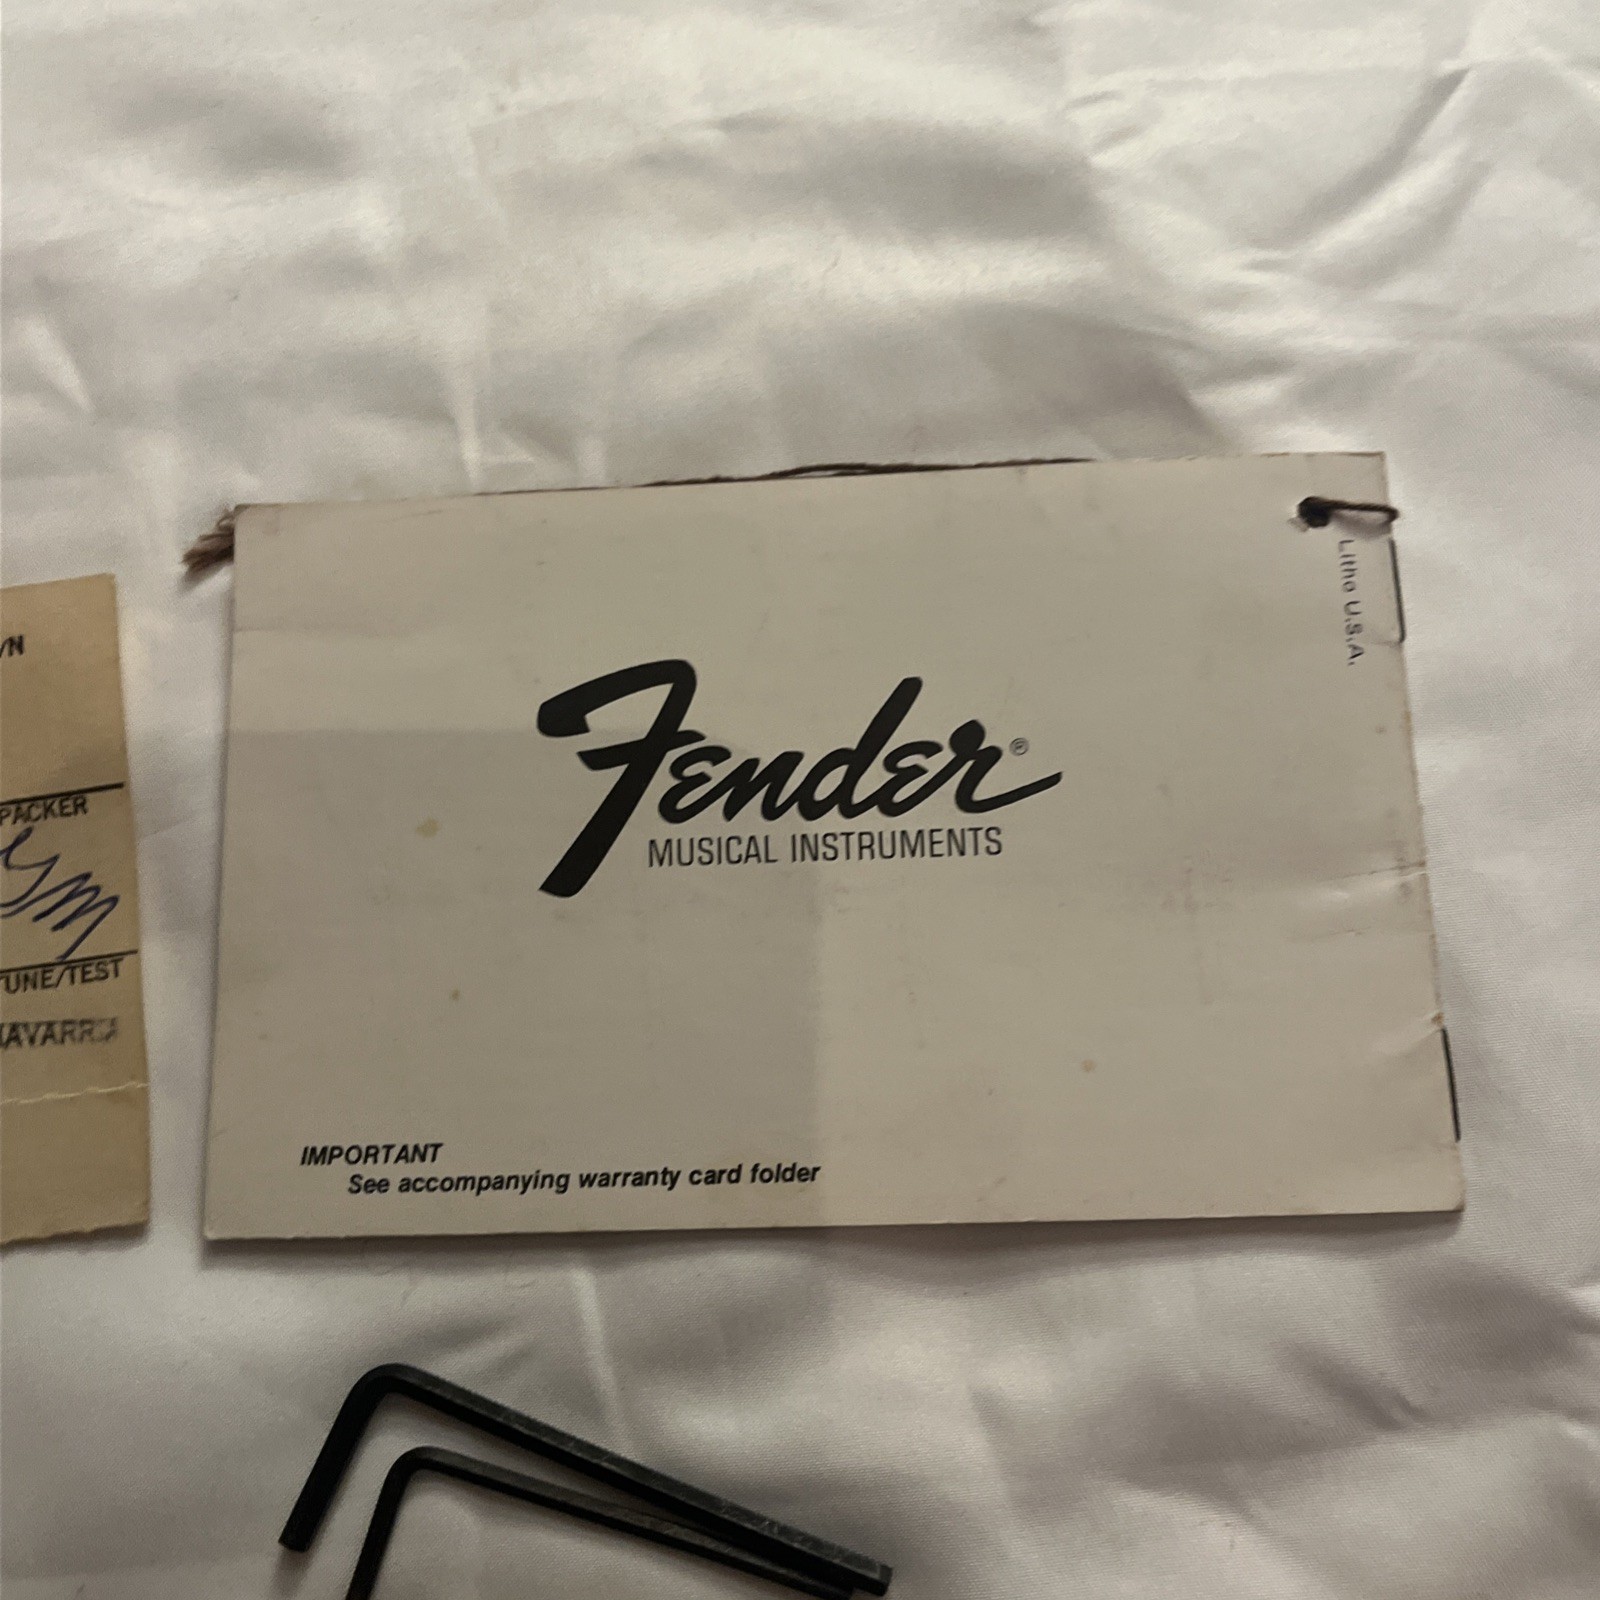 /N
PACKER
TUNE/TEST
Litho U.S.A.
Fender®
MUSICAL INSTRUMENTS
IMPORTANT
See accompanying warranty card folder